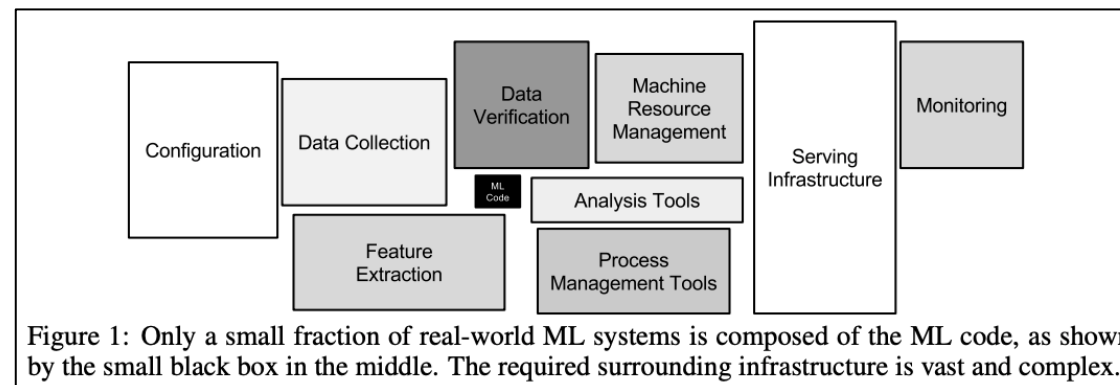 Configuration
Data Collection
Data
Verification
Machine
Resource
Management
Serving
Infrastructure
Monitoring
ML
Code
Analysis Tools
Feature
Extraction
Process
Management Tools
Figure 1: Only a small fraction of real-world ML systems is composed of the ML code, as shown
by the small black box in the middle. The required surrounding infrastructure is vast and complex.